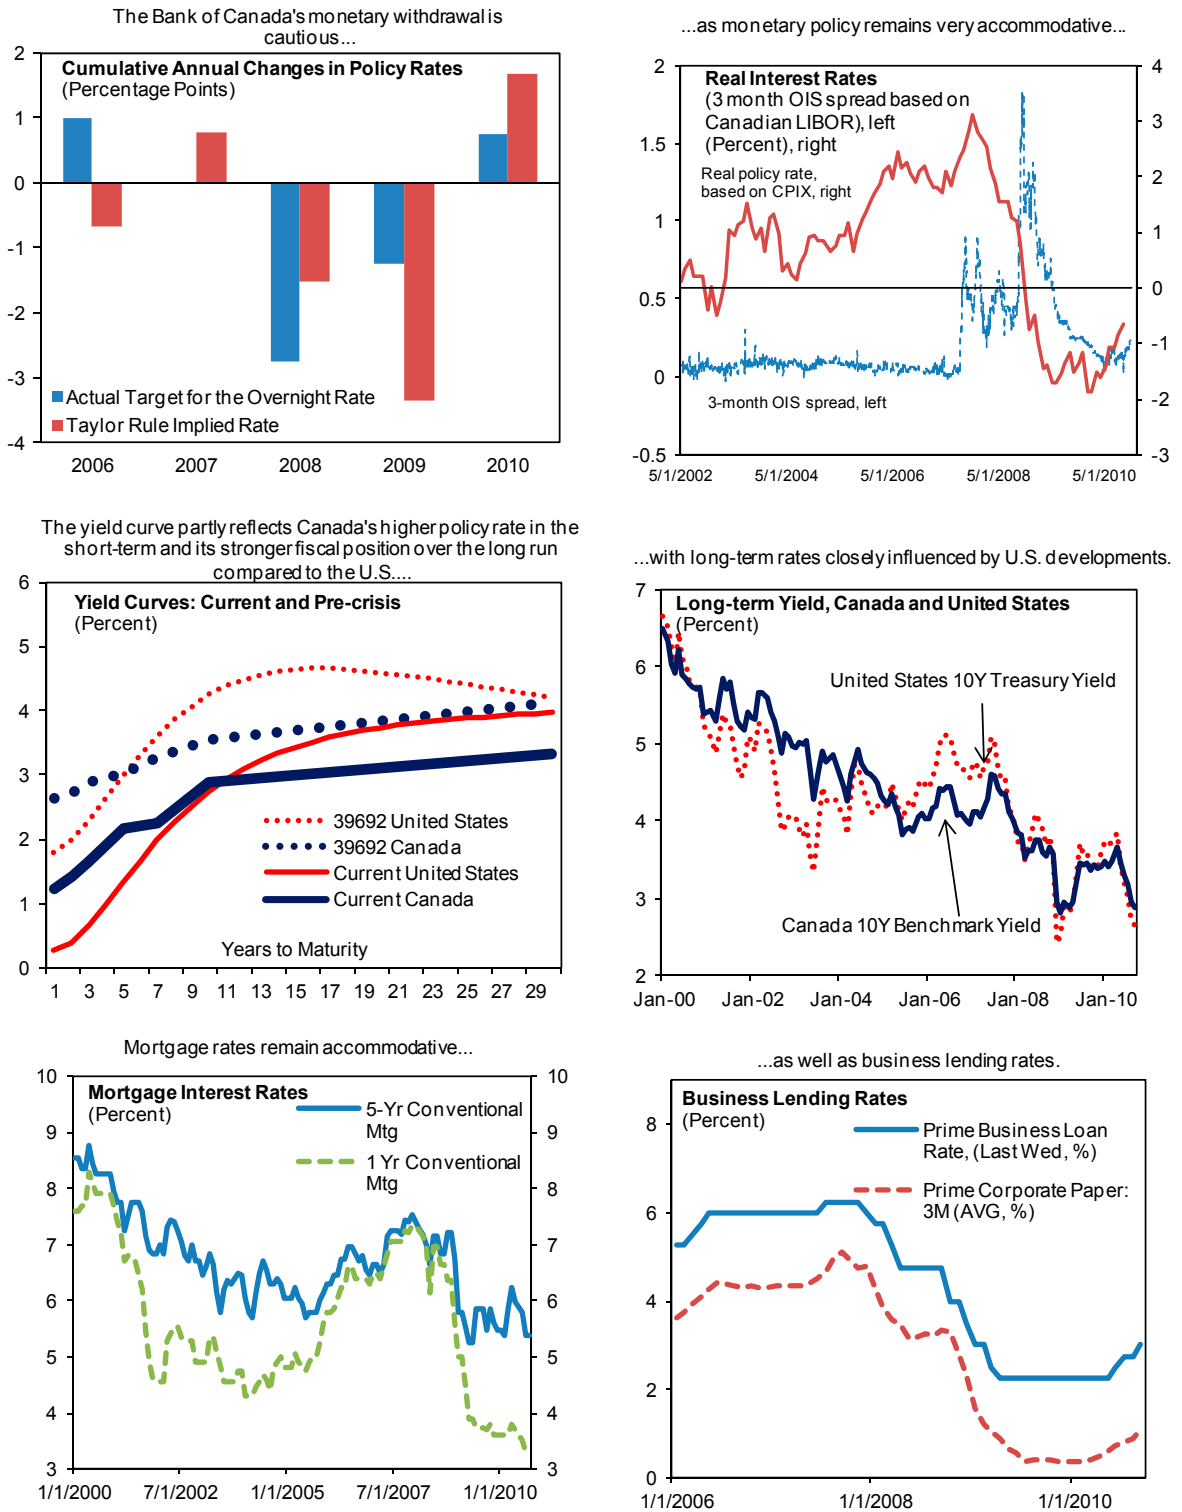 The Bank of Canada's monetary withdrawal is
cautious...
Cumulative Annual Changes in Policy Rates
(Percentage Points)
2
1
0
-1
-2
-3
-4
Actual Target for the Overnight Rate
Taylor Rule Implied Rate
2006 2007 2008 2009 2010
...as monetary policy remains very accommodative...
Real Interest Rates
(3 month OIS spread based on
Canadian LIBOR), left
(Percent), right
Real policy rate,
based on CPIX, right
3-month OIS spread, left
2
1.5
1
0.5
0
-0.5
4
3
2
1
0
-1
-2
-3
5/1/2002 5/1/2004 5/1/2006 5/1/2008 5/1/2010
The yield curve partly reflects Canada's higher policy rate in the
short-term and its stronger fiscal position over the long run
compared to the U.S....
Yield Curves: Current and Pre-crisis
(Percent)
6
5
4
3
2
1
0
39692 United States
39692 Canada
Current United States
Current Canada
Years to Maturity
1 3 5 7 9 11 13 15 17 19 21 23 25 27 29
...with long-term rates closely influenced by U.S. developments.
Long-term Yield, Canada and United States
(Percent)
7
6
5
4
3
2
United States 10Y Treasury Yield
Canada 10Y Benchmark Yield
Jan-00 Jan-02 Jan-04 Jan-06 Jan-08 Jan-10
Mortgage rates remain accommodative...
Mortgage Interest Rates
(Percent)
5-Yr Conventional
Mtg
1 Yr Conventional
Mtg
10
9
8
7
6
5
4
3
10
9
8
7
6
5
4
3
1/1/2000 7/1/2002 1/1/2005 7/1/2007 1/1/2010
...as well as business lending rates.
Business Lending Rates
(Percent)
Prime Business Loan
Rate, (Last Wed, %)
Prime Corporate Paper:
3M (AVG, %)
8
6
4
2
0
1/1/2006 1/1/2008 1/1/2010